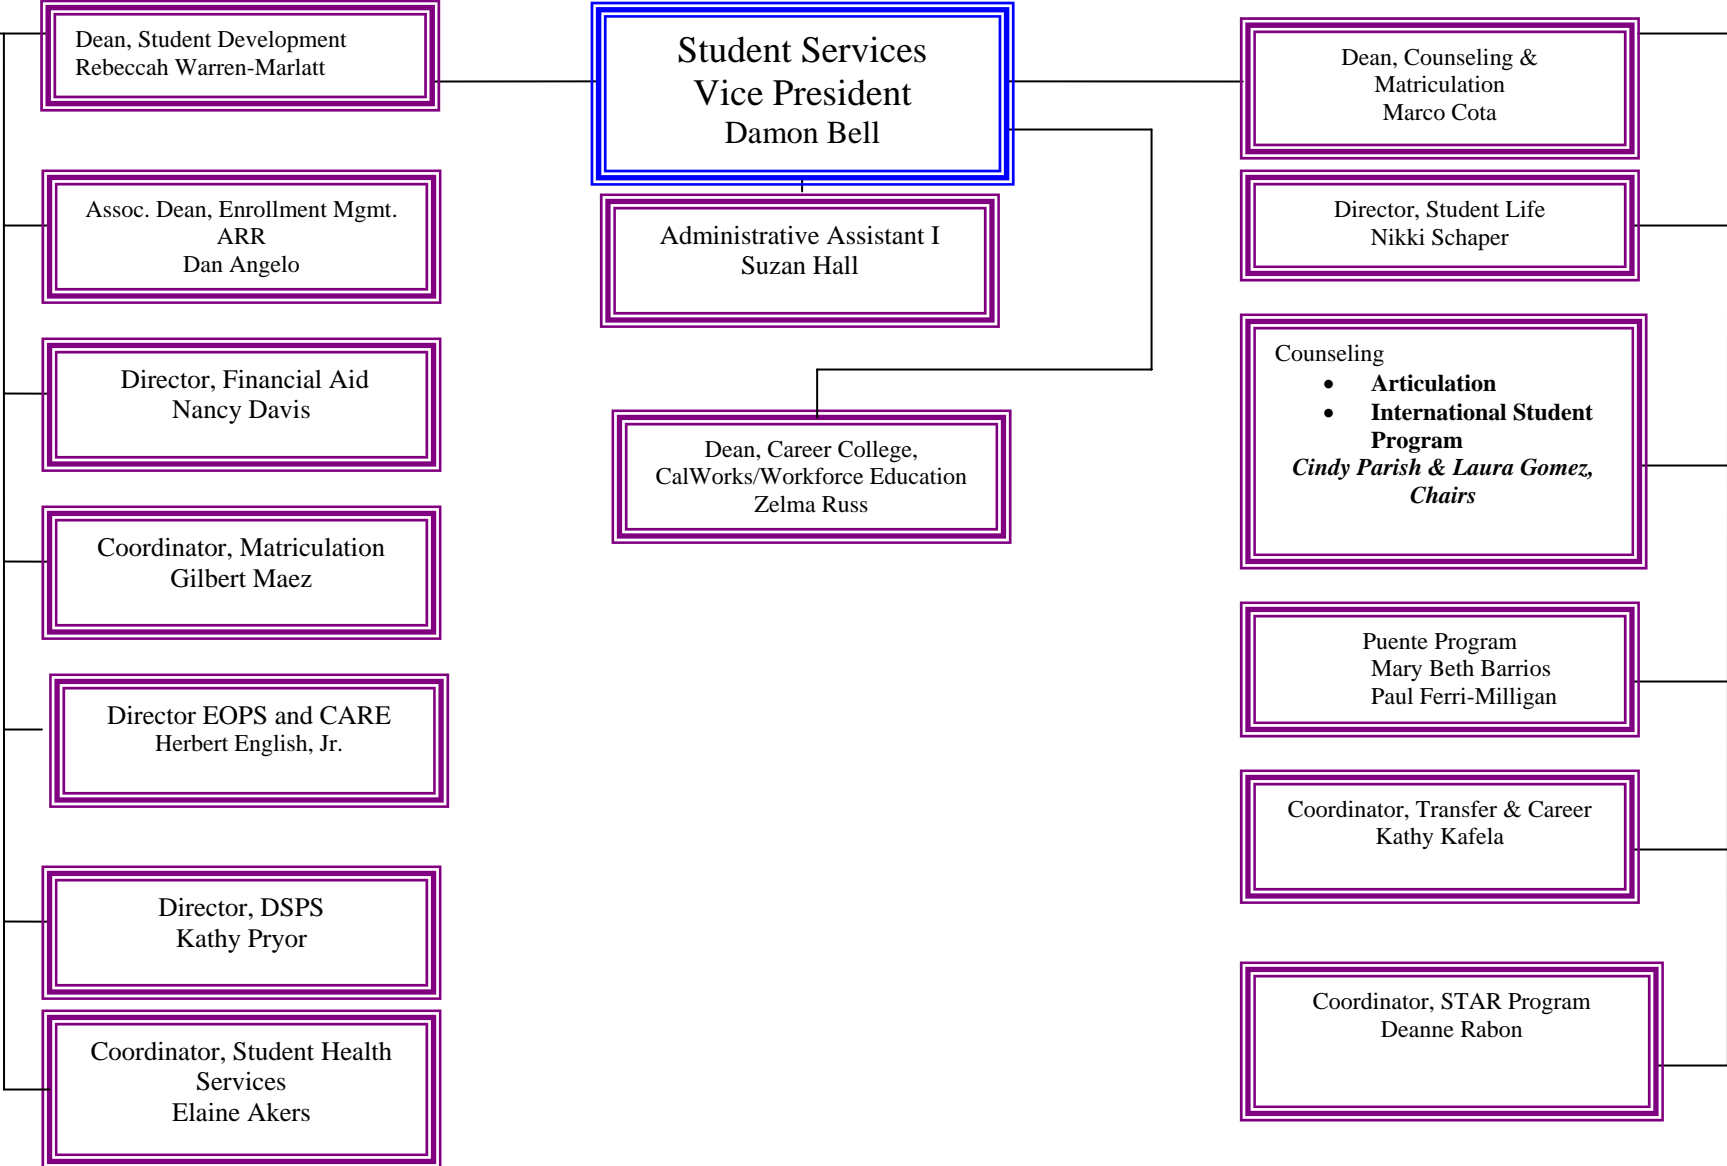 Dean, Student Development
Rebeccah Warren-Marlatt
Student Services
Vice President
Damon Bell
Dean, Counseling &
Matriculation
Marco Cota
Assoc. Dean, Enrollment Mgmt.
ARR
Dan Angelo
Administrative Assistant I
Suzan Hall
Director, Student Life
Nikki Schaper
Director, Financial Aid
Nancy Davis
Dean, Career College,
CalWorks/Workforce Education
Zelma Russ
Counseling
• Articulation
• International Student
Program
Cindy Parish & Laura Gomez,
Chairs
Coordinator, Matriculation
Gilbert Maez
Puente Program
Mary Beth Barrios
Paul Ferri-Milligan
Director EOPS and CARE
Herbert English, Jr.
Coordinator, Transfer & Career
Kathy Kafela
Director, DSPS
Kathy Pryor
Coordinator, STAR Program
Deanne Rabon
Coordinator, Student Health
Services
Elaine Akers